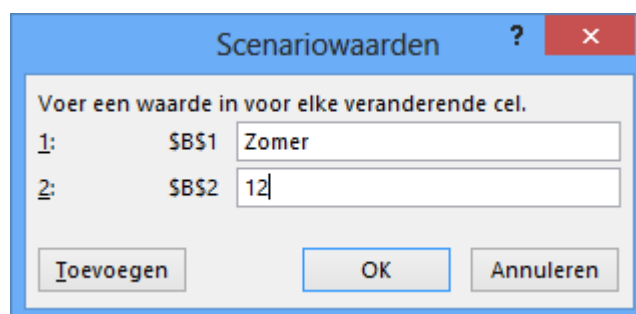 Scenariowaarden ? ×
Voer een waarde in voor elke veranderende cel.
1: $B$1 Zomer
2: $B$2 12
Toevoegen OK Annuleren